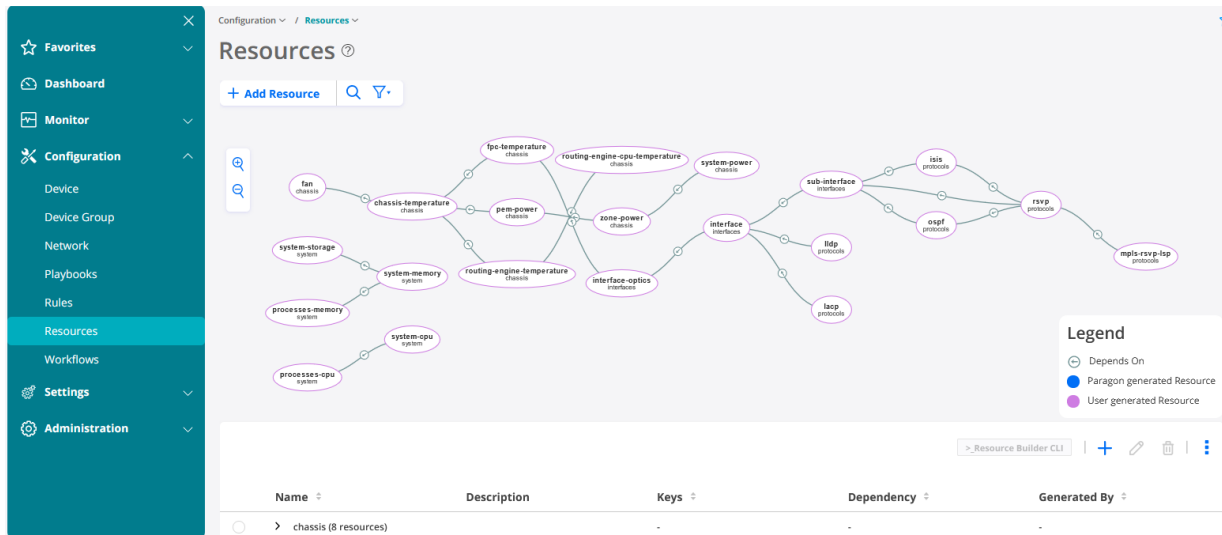 Configuration / Resources
Resources
+ Add Resource
Favorites
Dashboard
Monitor
Configuration
Device
Device Group
Network
Playbooks
Rules
Resources
Workflows
Settings
Administration
fan
chassis
chassis-temperature
chassis
fpc-temperature
chassis
pem-power
chassis
routing-engine-temperature
chassis
routing-engine-cpu-temperature
chassis
zone-power
chassis
system-power
chassis
interface-optics
interfaces
interface
interfaces
sub-interface
interfaces
lldp
protocols
lacp
protocols
isis
protocols
ospf
protocols
rsvp
protocols
mpls-rsvp-lsp
protocols
system-storage
system
system-memory
system
processes-memory
system
system-cpu
system
processes-cpu
system
Legend
Depends On
Paragon generated Resource
User generated Resource
>_Resource Builder CLI
Name Description Keys Dependency Generated By
chassis (8 resources) - - -